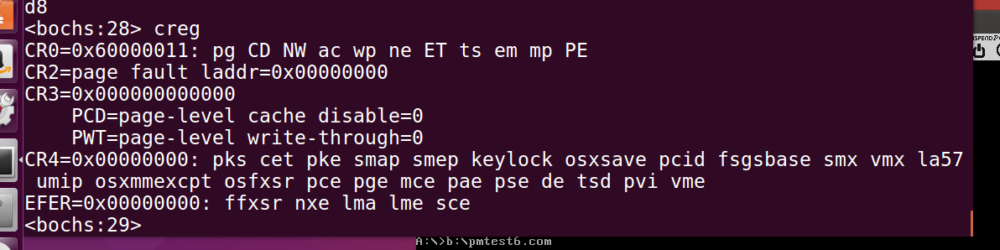 d8
<bochs:28> creg
CR0=0x60000011: pg CD NW ac wp ne ET ts em mp PE
CR2=page fault laddr=0x00000000
CR3=0x000000000000
    PCD=page-level cache disable=0
    PWT=page-level write-through=0
CR4=0x00000000: pks cet pke smap smep keylock osxsave pcid fsgsbase smx vmx la57
 umip osxmmexcpt osfxsr pce pge mce pae pse de tsd pvi vme
EFER=0x00000000: ffxsr nxe lma lme sce
<bochs:29>
A:\>b:\pmtest6.com